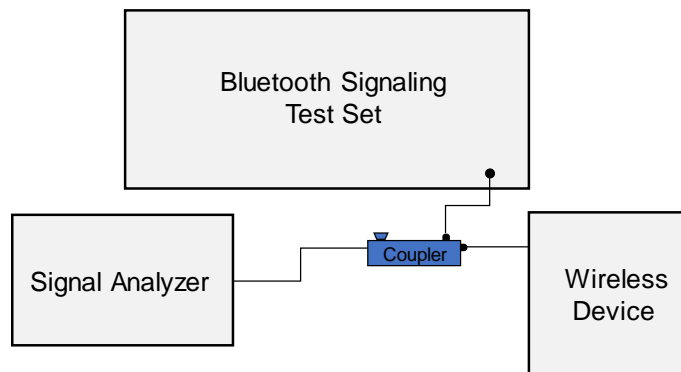 Bluetooth Signaling
Test Set
Signal Analyzer
Coupler
Wireless
Device